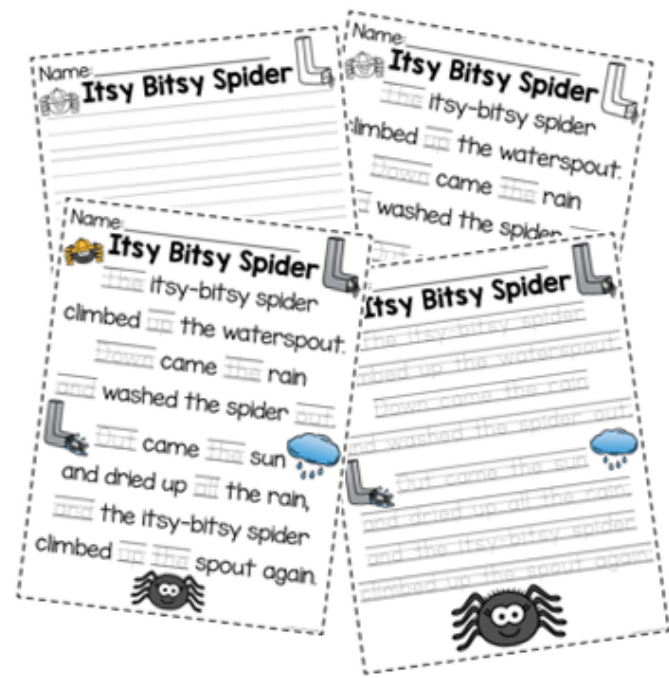 Name:
Itsy Bitsy Spider
Name:
Itsy Bitsy Spider
The itsy-bitsy spider
climbed up the waterspout.
Down came the rain
washed the spider
Name:
Itsy Bitsy Spider
The itsy-bitsy spider
climbed up the waterspout.
Down came the rain
and washed the spider out
Out came the sun
and dried up all the rain,
and the itsy-bitsy spider
climbed up the spout again.
Itsy Bitsy Spider
The itsy-bitsy spider
up the waterspout.
Down came the rain
washed the spider out
Out came the sun
and dried up all the rain,
and the itsy-bitsy spider
climbed up the spout again.